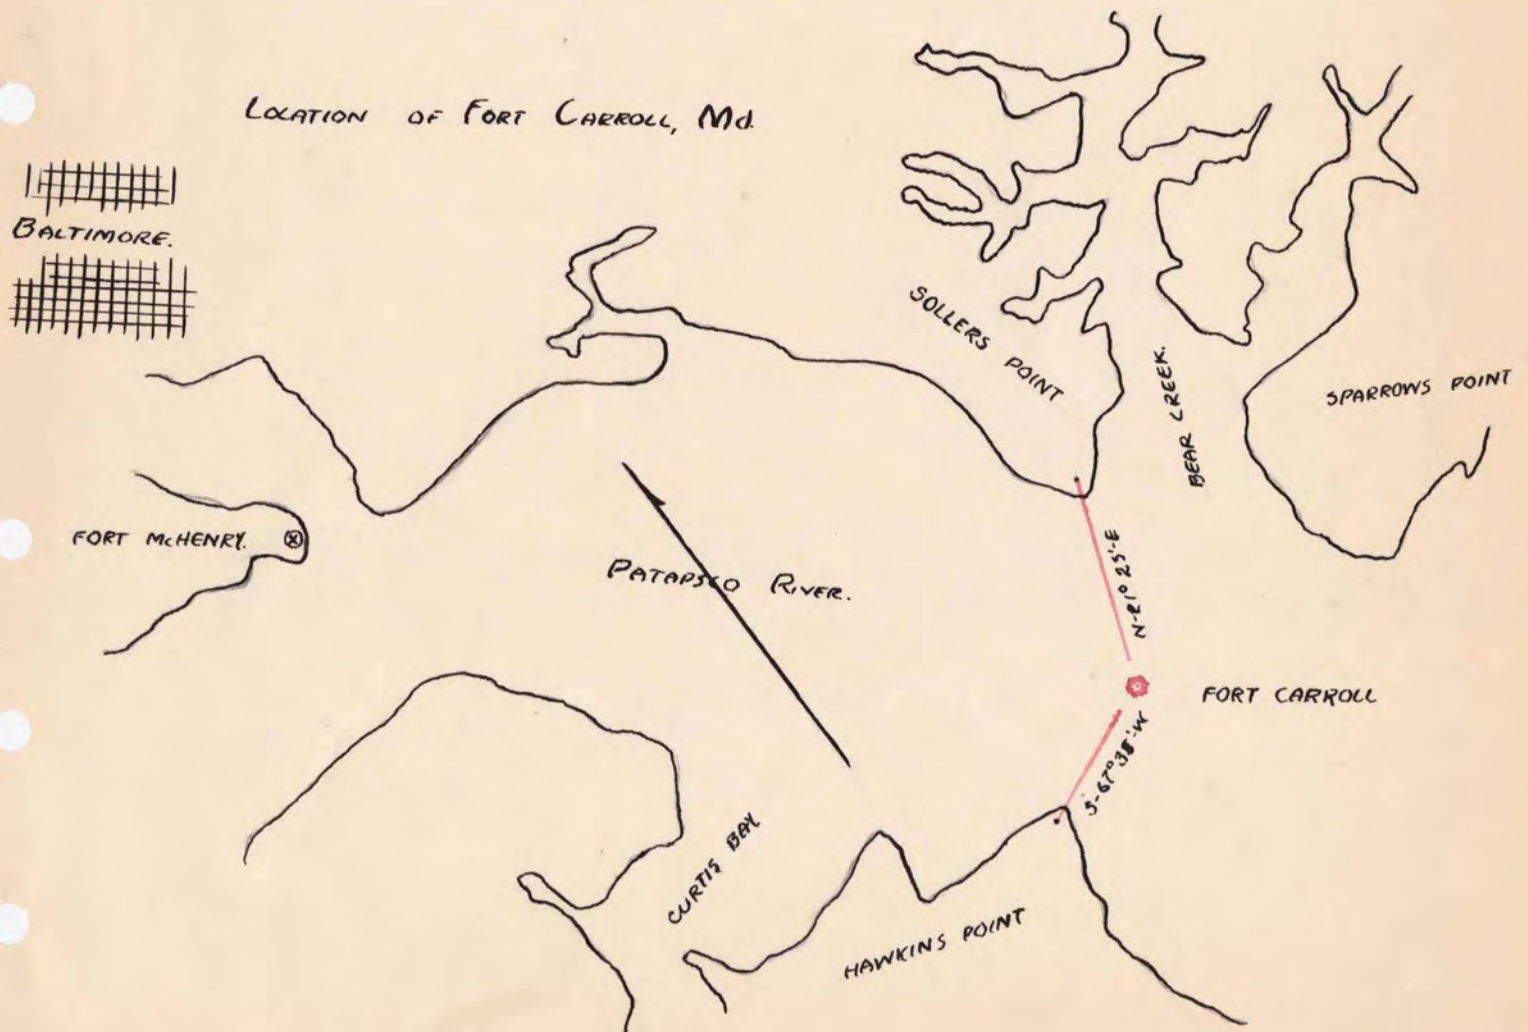 LOCATION OF FORT CARROLL, Md.
BALTIMORE.
SOLLERS POINT
BEAR CREEK.
SPARROWS POINT
FORT McHENRY.
PATAPSCO RIVER.
N-21° 25'-E
FORT CARROLL
S-67° 38'-W
CURTIS BAY
HAWKINS POINT